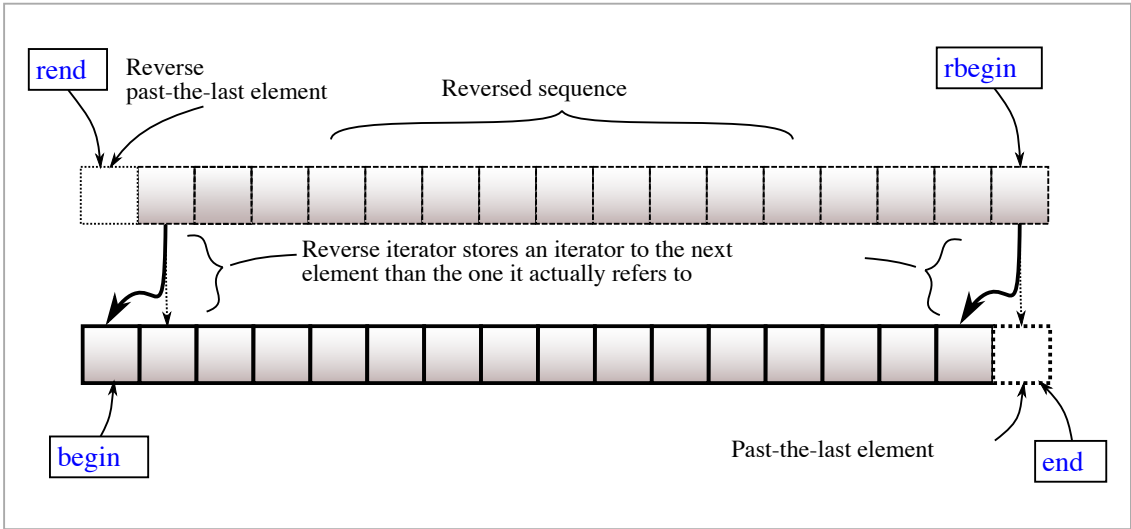 rend
Reverse
past-the-last element
Reversed sequence
rbegin
Reverse iterator stores an iterator to the next
element than the one it actually refers to
begin
Past-the-last element
end